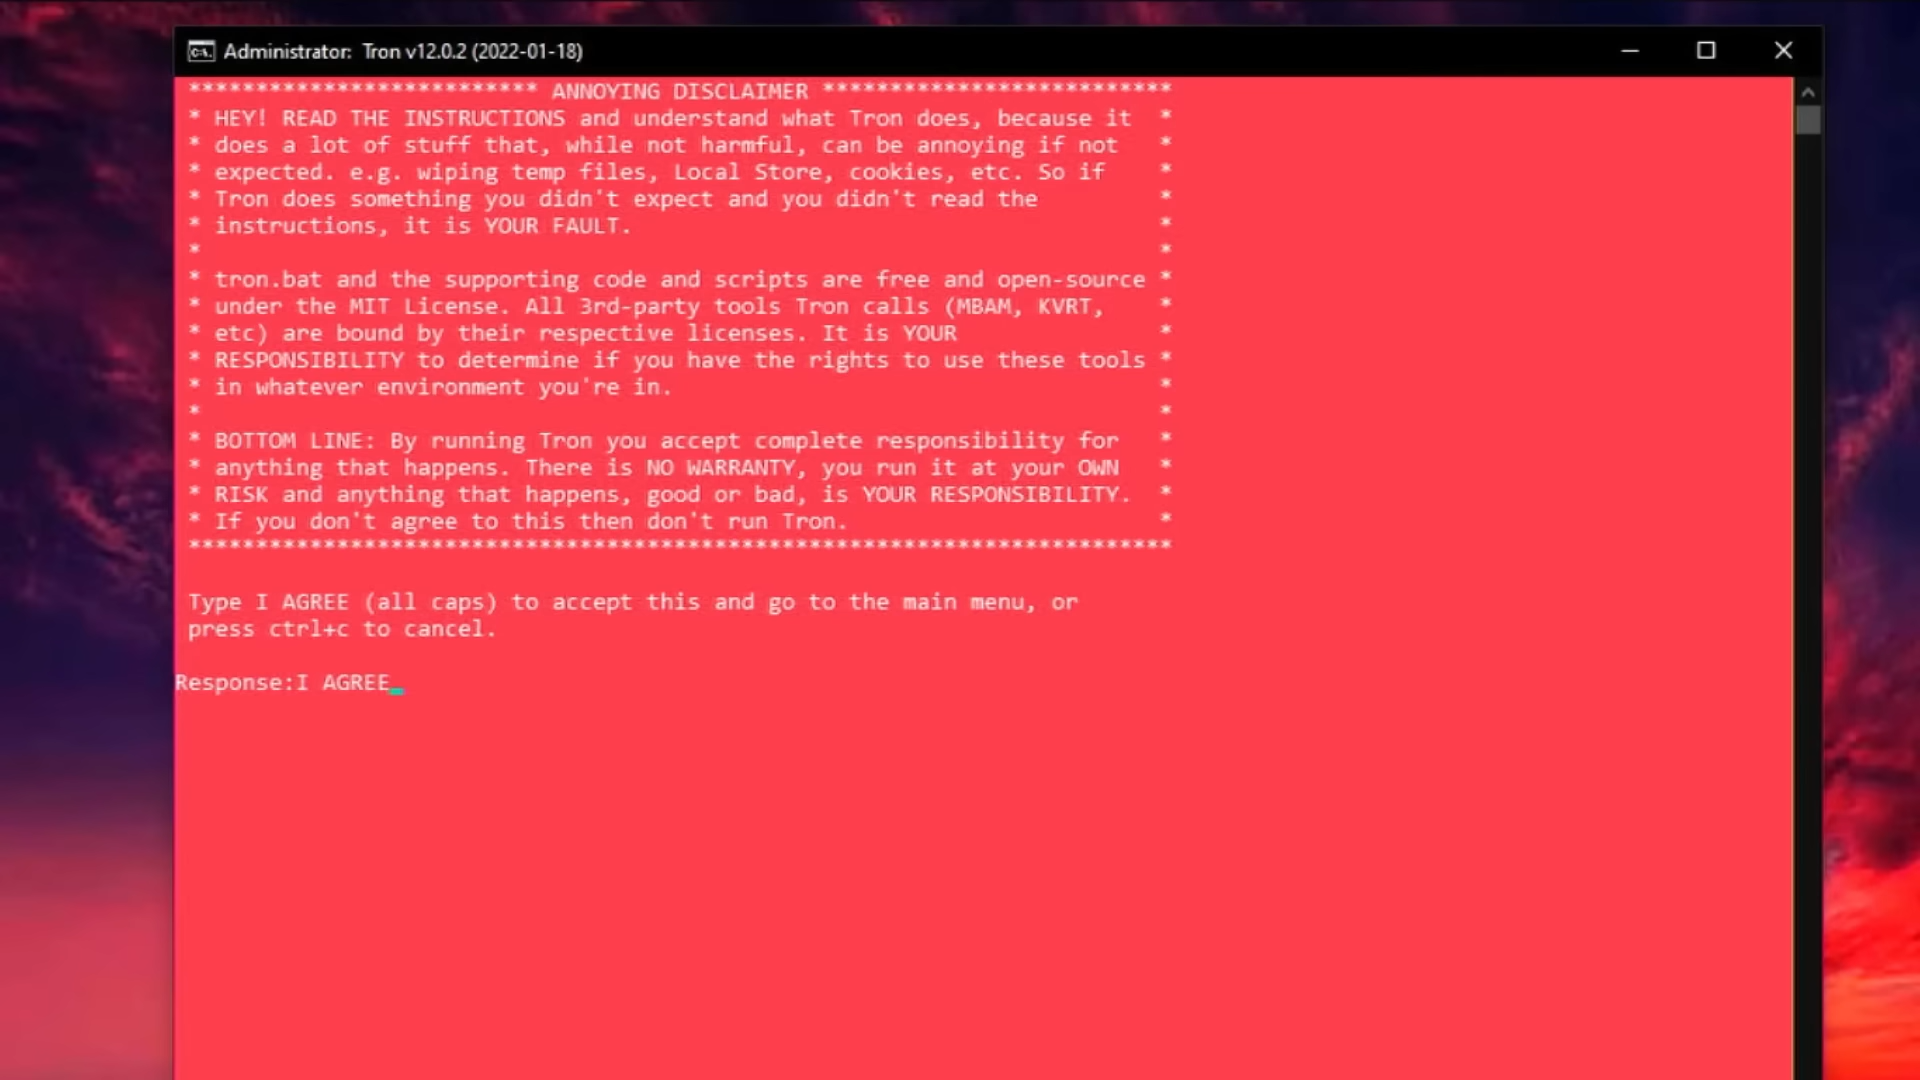 Administrator: Tron v12.0.2 (2022-01-18)
************************** ANNOYING DISCLAIMER **************************
* HEY! READ THE INSTRUCTIONS and understand what Tron does, because it  *
* does a lot of stuff that, while not harmful, can be annoying if not   *
* expected. e.g. wiping temp files, Local Store, cookies, etc. So if    *
* Tron does something you didn't expect and you didn't read the         *
* instructions, it is YOUR FAULT.                                       *
*                                                                       *
* tron.bat and the supporting code and scripts are free and open-source *
* under the MIT License. All 3rd-party tools Tron calls (MBAM, KVRT,    *
* etc) are bound by their respective licenses. It is YOUR               *
* RESPONSIBILITY to determine if you have the rights to use these tools *
* in whatever environment you're in.                                    *
*                                                                       *
* BOTTOM LINE: By running Tron you accept complete responsibility for   *
* anything that happens. There is NO WARRANTY, you run it at your OWN   *
* RISK and anything that happens, good or bad, is YOUR RESPONSIBILITY.  *
* If you don't agree to this then don't run Tron.                       *
*************************************************************************
Type I AGREE (all caps) to accept this and go to the main menu, or
press ctrl+c to cancel.
Response:I AGREE_